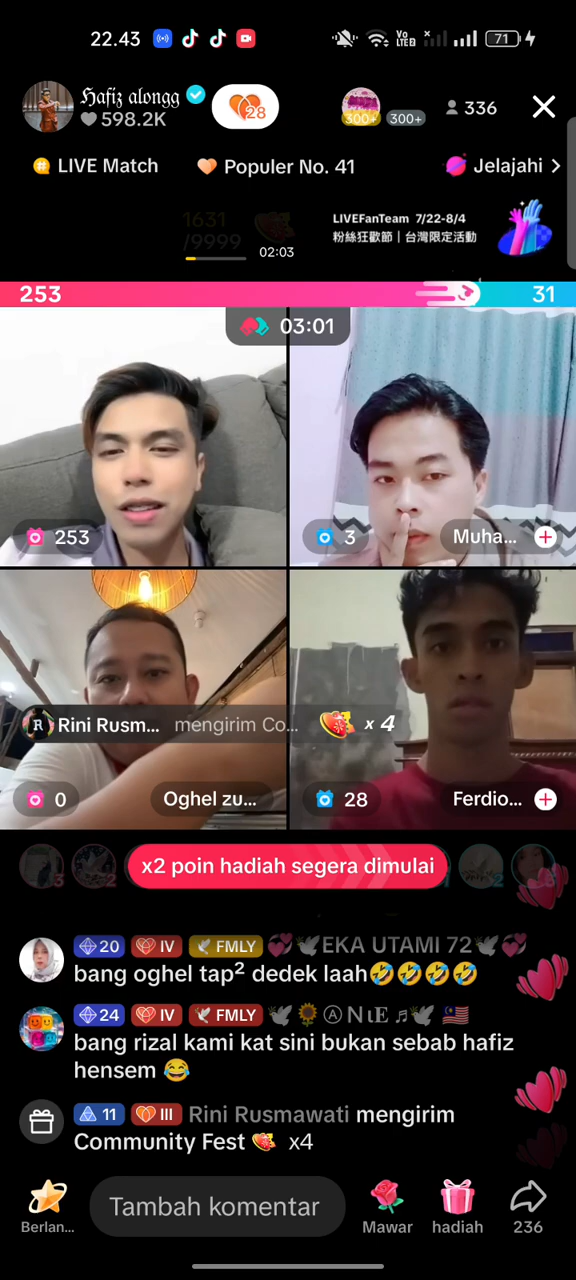 22.43
Vo
LTE 2
71
Hafiz alongg
598.2K
28
300+
300+
336
LIVE Match
Populer No. 41
Jelajahi
1631
/9999
02:03
LIVEFanTeam 7/22-8/4
粉絲狂歡節｜台灣限定活動
253
31
03:01
253
3
Muha...
R
Rini Rusm... mengirim Co...
x 4
0
Oghel zu...
28
Ferdio...
x2 poin hadiah segera dimulai
20 IV FMLY 💞🕊️EKA UTAMI 72🕊️💞
bang oghel tap² dedek laah🤣🤣🤣🤣
24 IV FMLY 🕊️🌻ⒶNιE♬🕊️ 🇲🇾
bang rizal kami kat sini bukan sebab hafiz
hensem 😂
11 III Rini Rusmawati mengirim
Community Fest x4
Berlan...
Tambah komentar
Mawar
hadiah
236